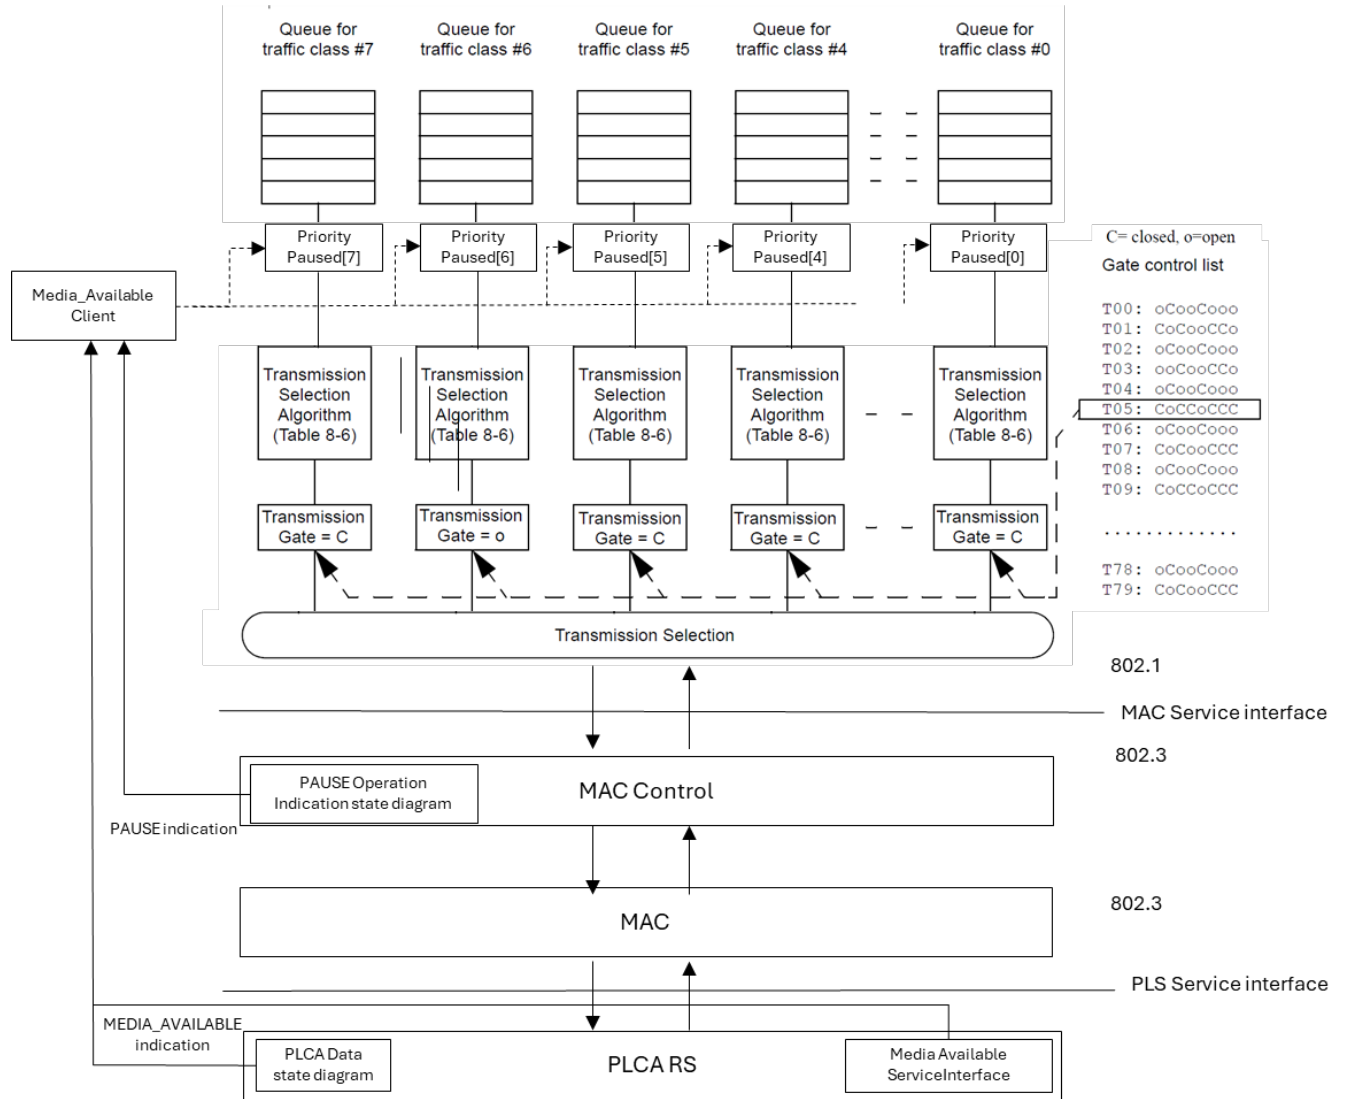 Queue for
traffic class #7
Queue for
traffic class #6
Queue for
traffic class #5
Queue for
traffic class #4
Queue for
traffic class #0
Priority
Paused[7]
Priority
Paused[6]
Priority
Paused[5]
Priority
Paused[4]
Priority
Paused[0]
C= closed, o=open
Gate control list
T00: oCooCooo
T01: CoCooCCo
T02: oCooCooo
T03: ooCooCCo
T04: oCooCooo
T05: CoCCoCCC
T06: oCooCooo
T07: CoCooCCC
T08: oCooCooo
T09: CoCCoCCC
.............
T78: oCooCooo
T79: CoCooCCC
Media_Available
Client
Transmission
Selection
Algorithm
(Table 8-6)
Transmission
Selection
Algorithm
(Table 8-6)
Transmission
Selection
Algorithm
(Table 8-6)
Transmission
Selection
Algorithm
(Table 8-6)
Transmission
Selection
Algorithm
(Table 8-6)
Transmission
Gate = C
Transmission
Gate = o
Transmission
Gate = C
Transmission
Gate = C
Transmission
Gate = C
Transmission Selection
802.1
MAC Service interface
802.3
PAUSE Operation
Indication state diagram
MAC Control
PAUSE indication
802.3
MAC
PLS Service interface
MEDIA_AVAILABLE
indication
PLCA Data
state diagram
PLCA RS
Media Available
ServiceInterface